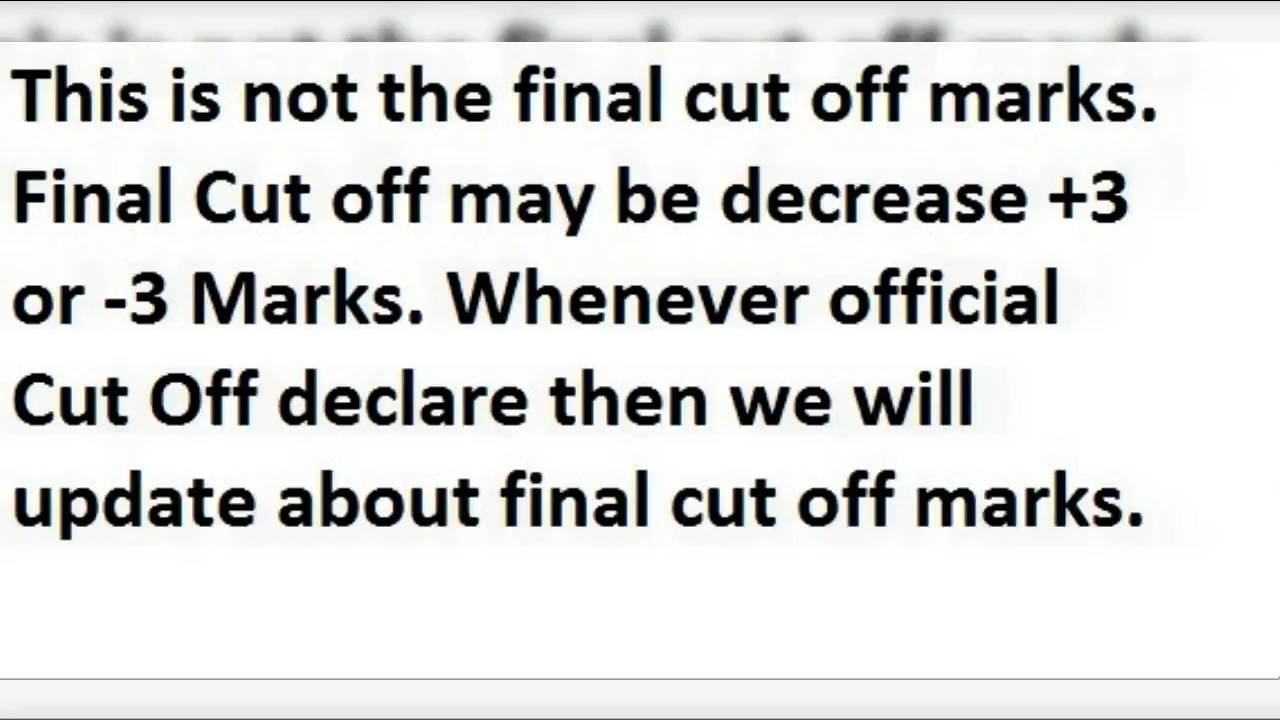 This is not the final cut off marks.
Final Cut off may be decrease +3
or -3 Marks. Whenever official
Cut Off declare then we will
update about final cut off marks.